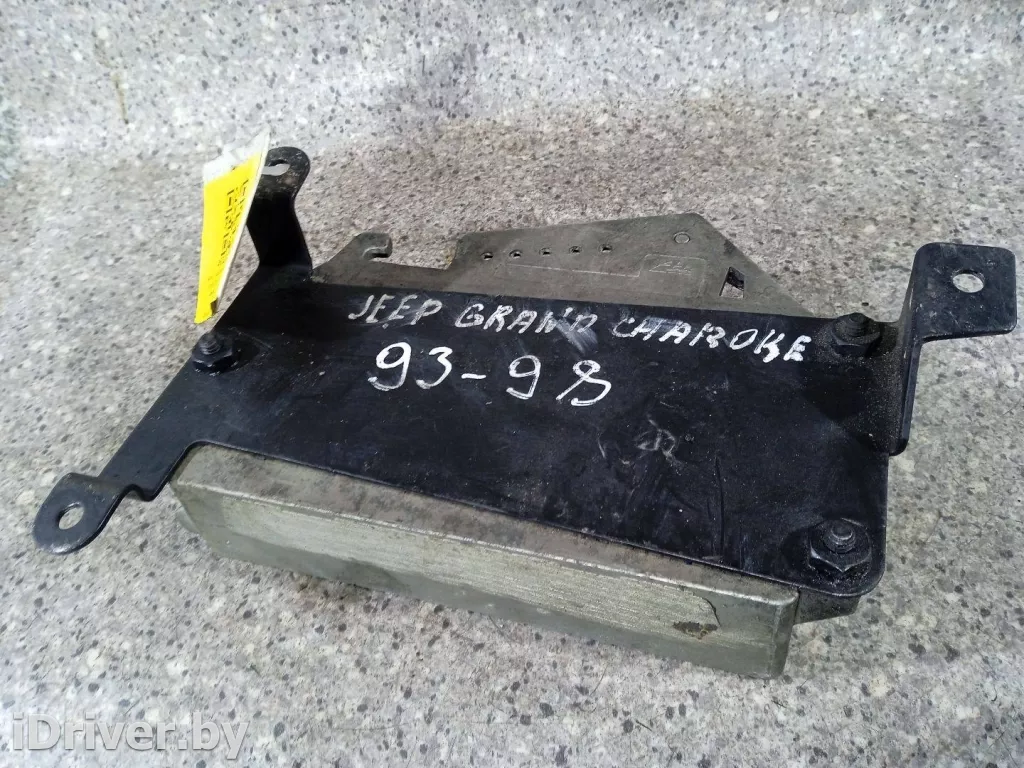 JEEP GRAND CHAROKE
93-98
iDriver.by